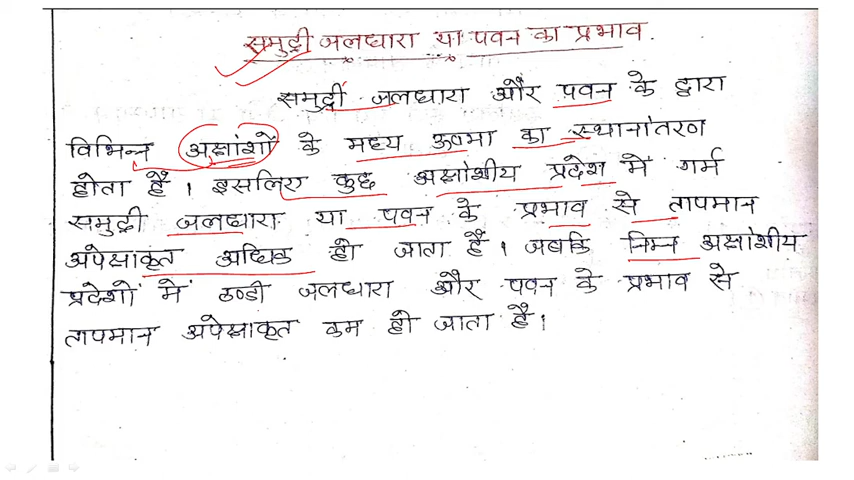 समुद्री जलधारा या पवन का प्रभाव.
समुद्री जलधारा और पवन के द्वारा
विभिन्न अक्षांशों के मध्य ऊष्मा का स्थानांतरण
होता है। इसलिए कुछ अक्षांशीय प्रदेश में गर्म
समुद्री जलधारा या पवन के प्रभाव से तापमान
अपेक्षाकृत अधिक हो जाता है। जबकि निम्न अक्षांशीय
प्रदेशों में ठण्डी जलधारा और पवन के प्रभाव से
तापमान अपेक्षाकृत कम हो जाता है।